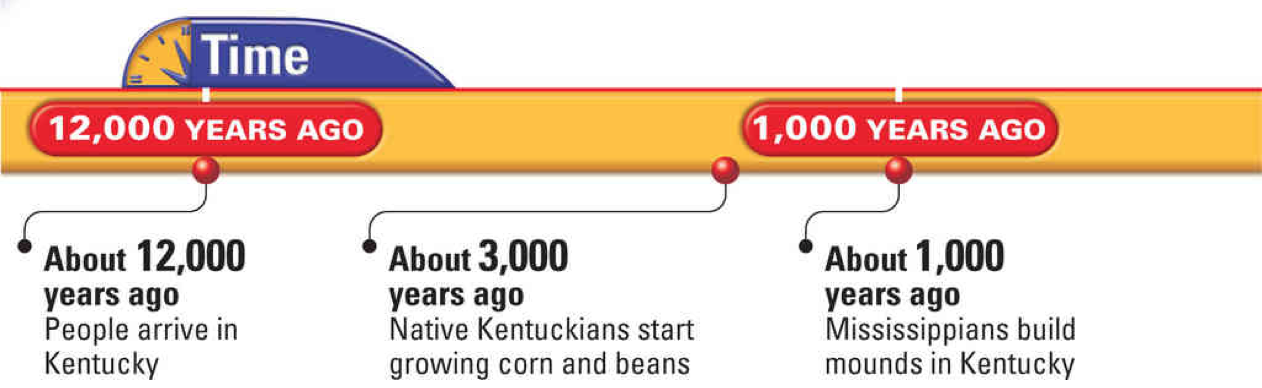 Time
12,000 YEARS AGO
1,000 YEARS AGO
About 12,000
years ago
People arrive in
Kentucky
About 3,000
years ago
Native Kentuckians start
growing corn and beans
About 1,000
years ago
Mississippians build
mounds in Kentucky